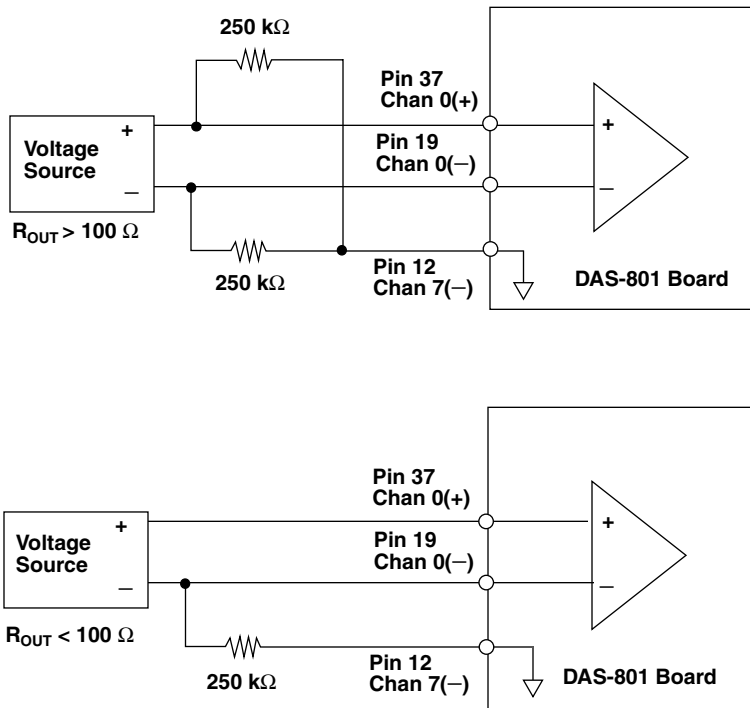 250 kΩ
Pin 37
Chan 0(+)
Voltage
Source
+
−
Pin 19
Chan 0(−)
+
−
R_OUT > 100 Ω
250 kΩ
Pin 12
Chan 7(−)
DAS-801 Board
Pin 37
Chan 0(+)
Voltage
Source
+
−
Pin 19
Chan 0(−)
+
−
R_OUT < 100 Ω
250 kΩ
Pin 12
Chan 7(−)
DAS-801 Board